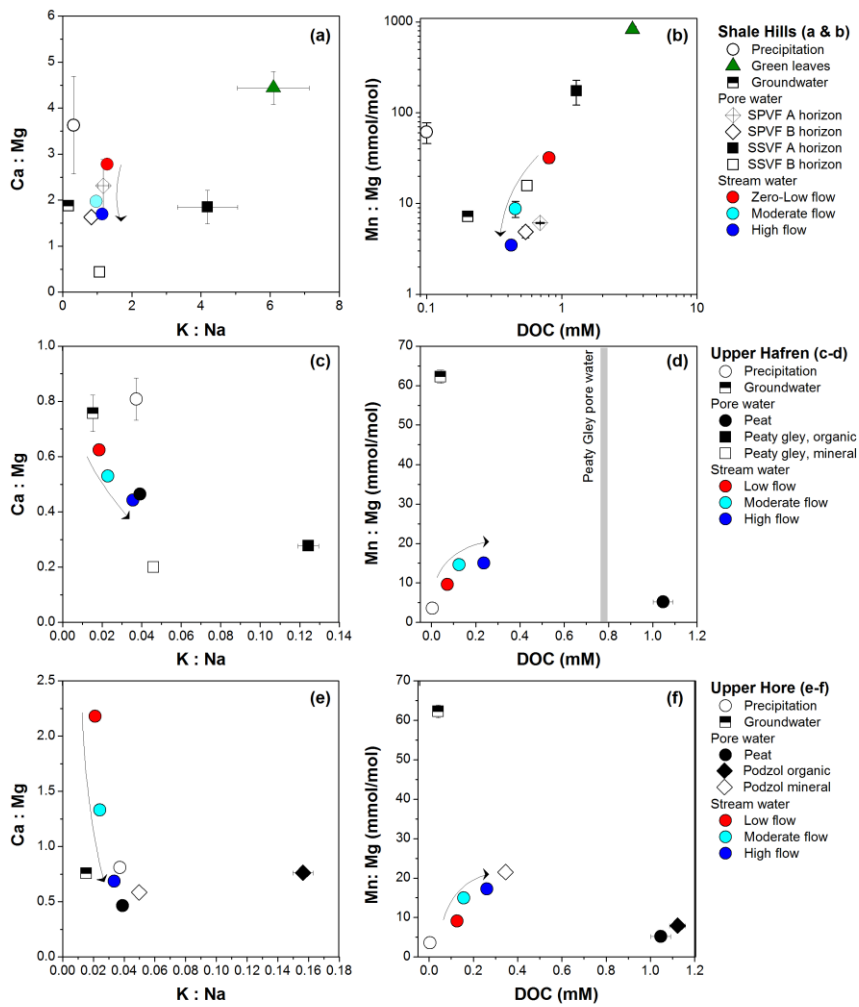 (a)
Ca : Mg
6
5
4
3
2
1
0
0 2 4 6 8
K : Na
(b)
Mn : Mg (mmol/mol)
1000
100
10
1
0.1 1 10
DOC (mM)
Shale Hills (a & b)
Precipitation
Green leaves
Groundwater
Pore water
SPVF A horizon
SPVF B horizon
SSVF A horizon
SSVF B horizon
Stream water
Zero-Low flow
Moderate flow
High flow
(c)
Ca : Mg
1.0
0.8
0.6
0.4
0.2
0.0
0.00 0.02 0.04 0.06 0.08 0.10 0.12 0.14
K : Na
(d)
Mn : Mg (mmol/mol)
70
60
50
40
30
20
10
0
Peaty Gley pore water
0.0 0.2 0.4 0.6 0.8 1.0 1.2
DOC (mM)
Upper Hafren (c-d)
Precipitation
Groundwater
Pore water
Peat
Peaty gley, organic
Peaty gley, mineral
Stream water
Low flow
Moderate flow
High flow
(e)
Ca : Mg
2.5
2.0
1.5
1.0
0.5
0.0
0.00 0.02 0.04 0.06 0.08 0.10 0.12 0.14 0.16 0.18
K : Na
(f)
Mn: Mg (mmol/mol)
70
60
50
40
30
20
10
0
0.0 0.2 0.4 0.6 0.8 1.0 1.2
DOC (mM)
Upper Hore (e-f)
Precipitation
Groundwater
Pore water
Peat
Podzol organic
Podzol mineral
Stream water
Low flow
Moderate flow
High flow